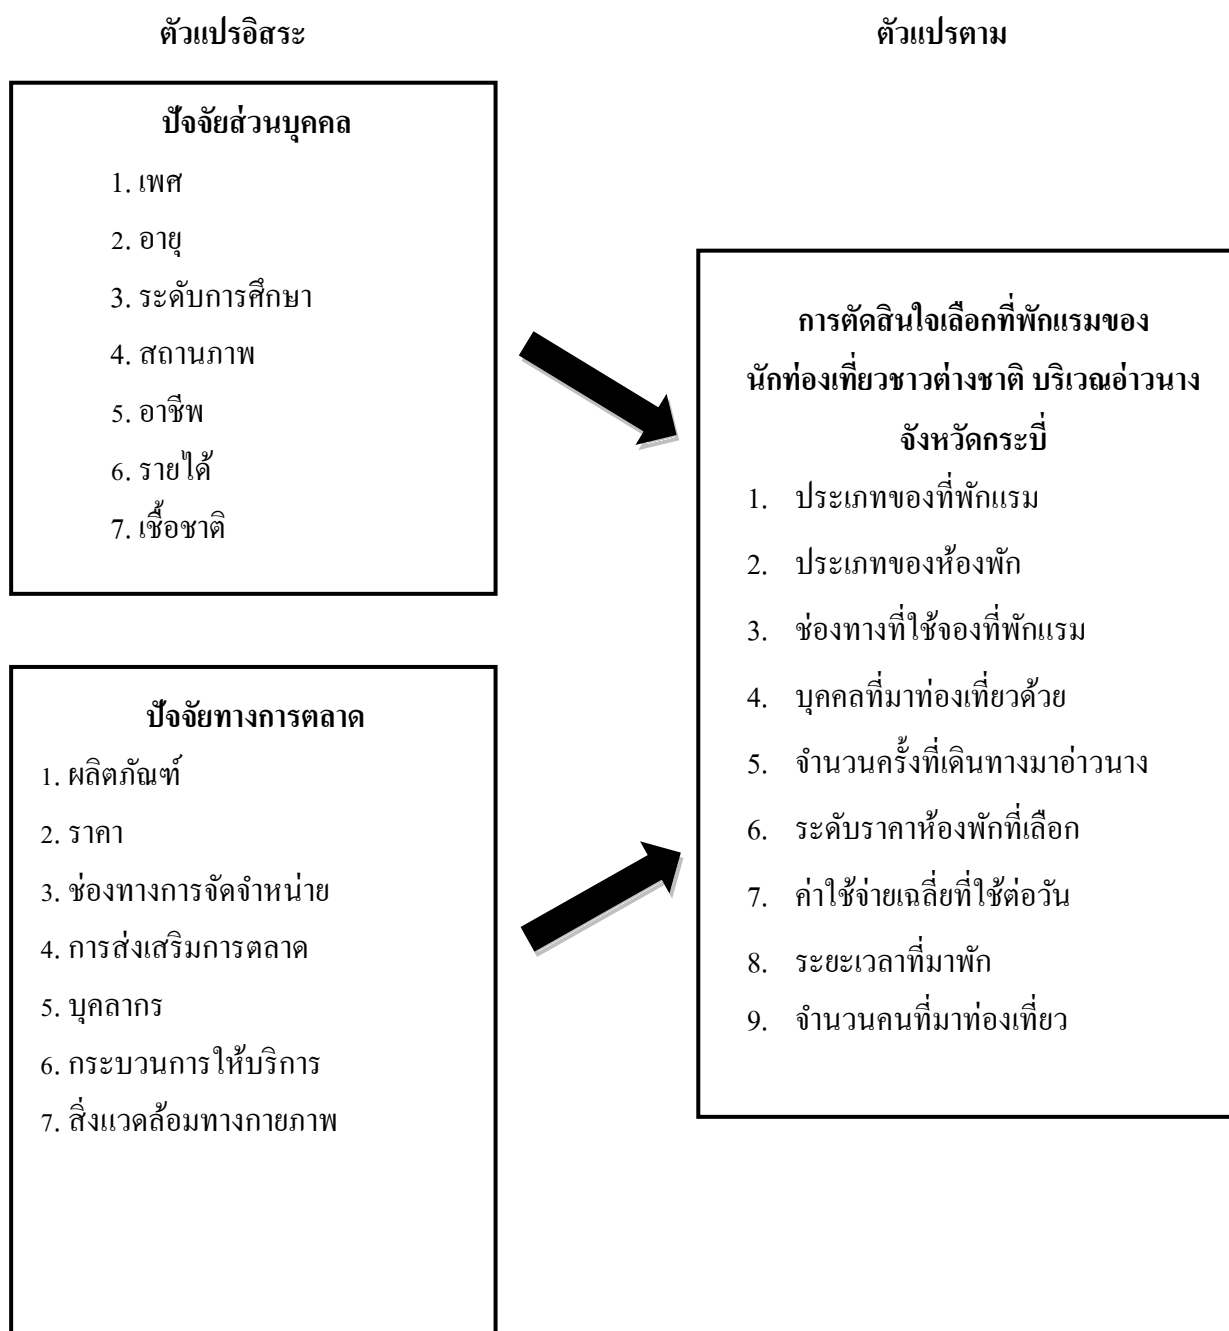 ตัวแปรอิสระ
ตัวแปรตาม
ปัจจัยส่วนบุคคล
1. เพศ
2. อายุ
3. ระดับการศึกษา
4. สถานภาพ
5. อาชีพ
6. รายได้
7. เชื้อชาติ
ปัจจัยทางการตลาด
1. ผลิตภัณฑ์
2. ราคา
3. ช่องทางการจัดจำหน่าย
4. การส่งเสริมการตลาด
5. บุคลากร
6. กระบวนการให้บริการ
7. สิ่งแวดล้อมทางกายภาพ
การตัดสินใจเลือกที่พักแรมของ
นักท่องเที่ยวชาวต่างชาติ บริเวณอ่าวนาง
จังหวัดกระบี่
1. ประเภทของที่พักแรม
2. ประเภทของห้องพัก
3. ช่องทางที่ใช้จองที่พักแรม
4. บุคคลที่มาท่องเที่ยวด้วย
5. จำนวนครั้งที่เดินทางมาอ่าวนาง
6. ระดับราคาห้องพักที่เลือก
7. ค่าใช้จ่ายเฉลี่ยที่ใช้ต่อวัน
8. ระยะเวลาที่มาพัก
9. จำนวนคนที่มาท่องเที่ยว